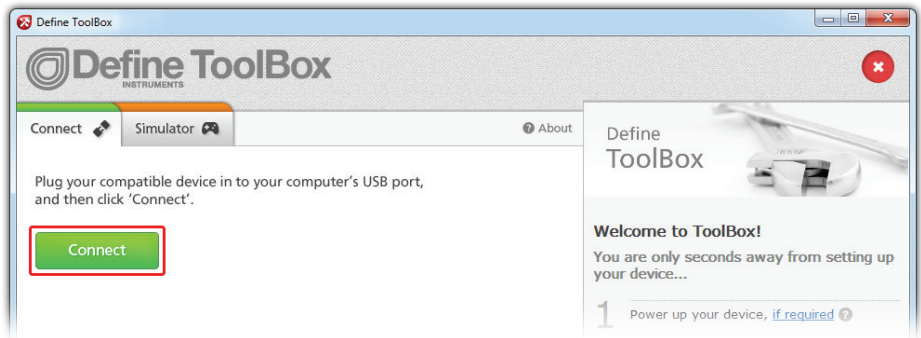 Define ToolBox
Define ToolBox
INSTRUMENTS
Connect
Simulator
About
Plug your compatible device in to your computer's USB port,
and then click 'Connect'.
Connect
Define
ToolBox
Welcome to ToolBox!
You are only seconds away from setting up
your device...
1 Power up your device, if required